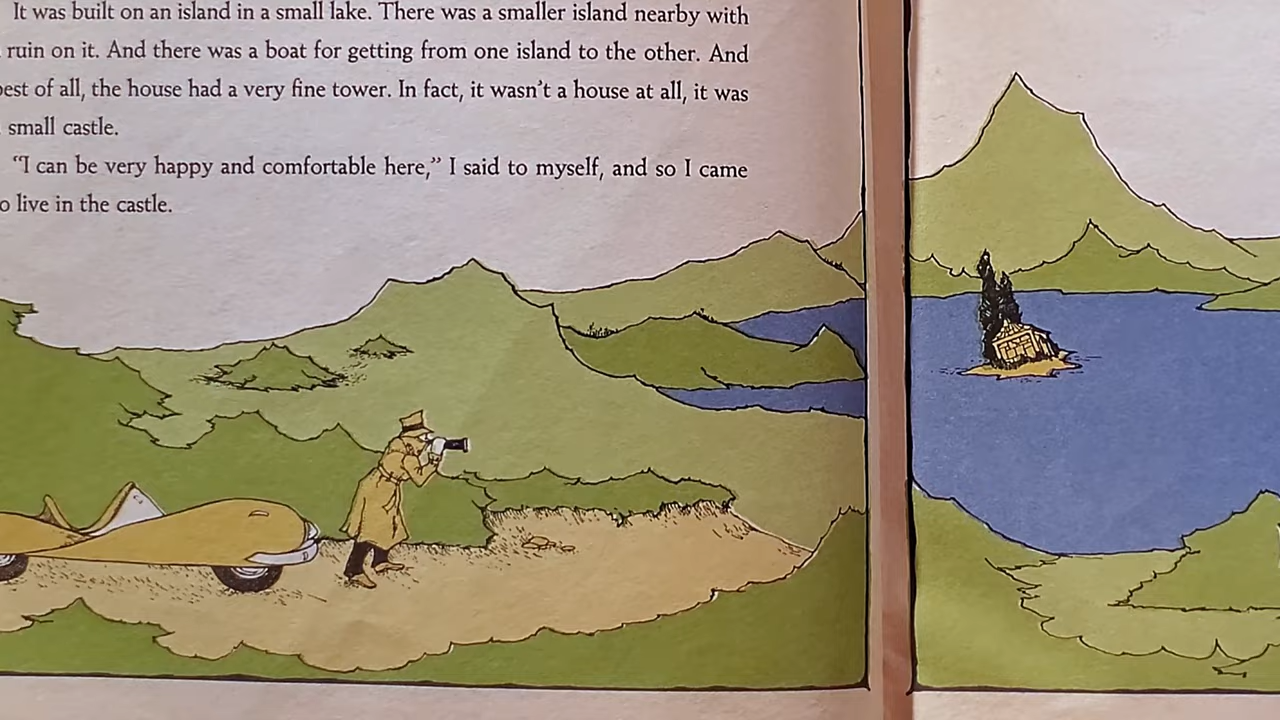 It was built on an island in a small lake. There was a smaller island nearby with
ruin on it. And there was a boat for getting from one island to the other. And
best of all, the house had a very fine tower. In fact, it wasn't a house at all, it was
small castle.
“I can be very happy and comfortable here,” I said to myself, and so I came
to live in the castle.